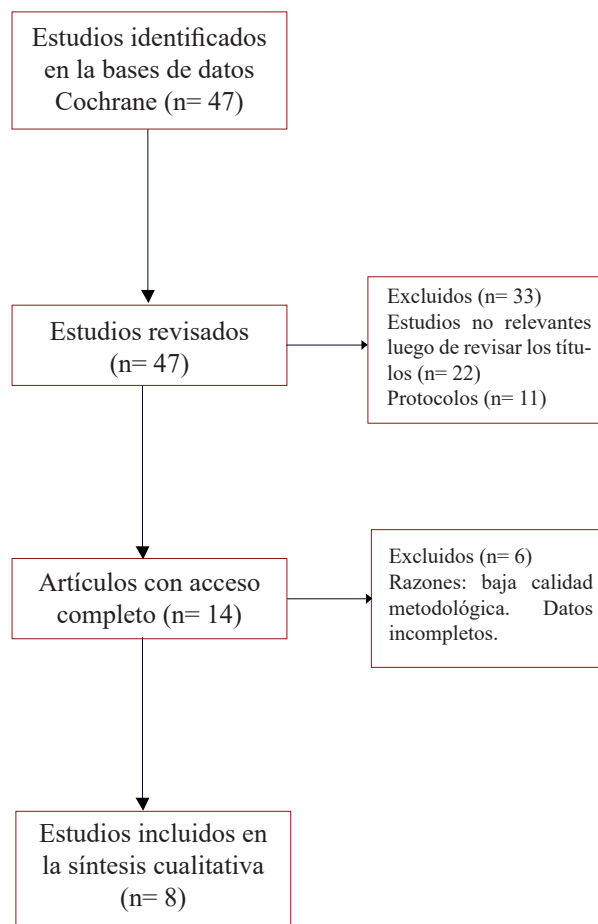 Estudios identificados
en la bases de datos
Cochrane (n= 47)
Estudios revisados
(n= 47)
Excluidos (n= 33)
Estudios no relevantes
luego de revisar los títu-
los (n= 22)
Protocolos (n= 11)
Artículos con acceso
completo (n= 14)
Excluidos (n= 6)
Razones: baja calidad
metodológica. Datos
incompletos.
Estudios incluidos en
la síntesis cualitativa
(n= 8)